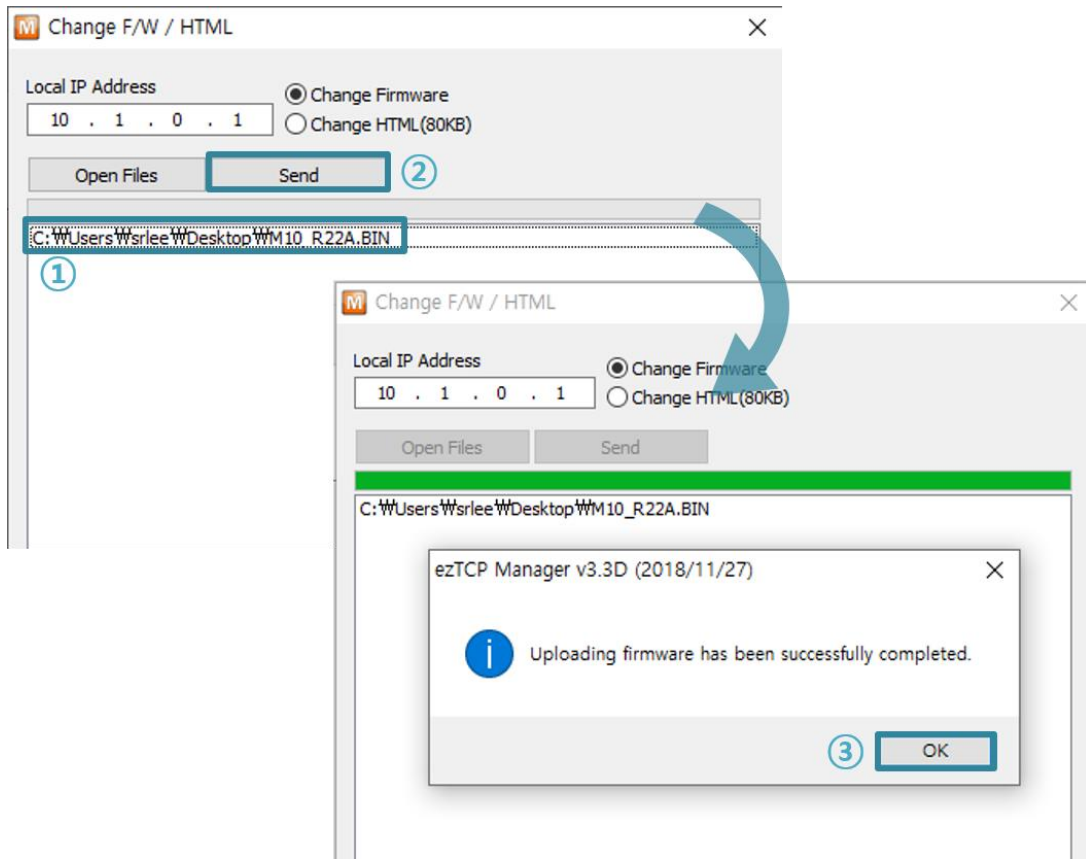 M Change F/W / HTML
Local IP Address
Change Firmware
10 . 1 . 0 . 1
Change HTML(80KB)
Open Files Send ②
C:₩Users₩srlee₩Desktop₩M10_R22A.BIN
①
M Change F/W / HTML
Local IP Address
Change Firmware
10 . 1 . 0 . 1
Change HTML(80KB)
Open Files Send
C:₩Users₩srlee₩Desktop₩M10_R22A.BIN
ezTCP Manager v3.3D (2018/11/27)
i Uploading firmware has been successfully completed.
③ OK